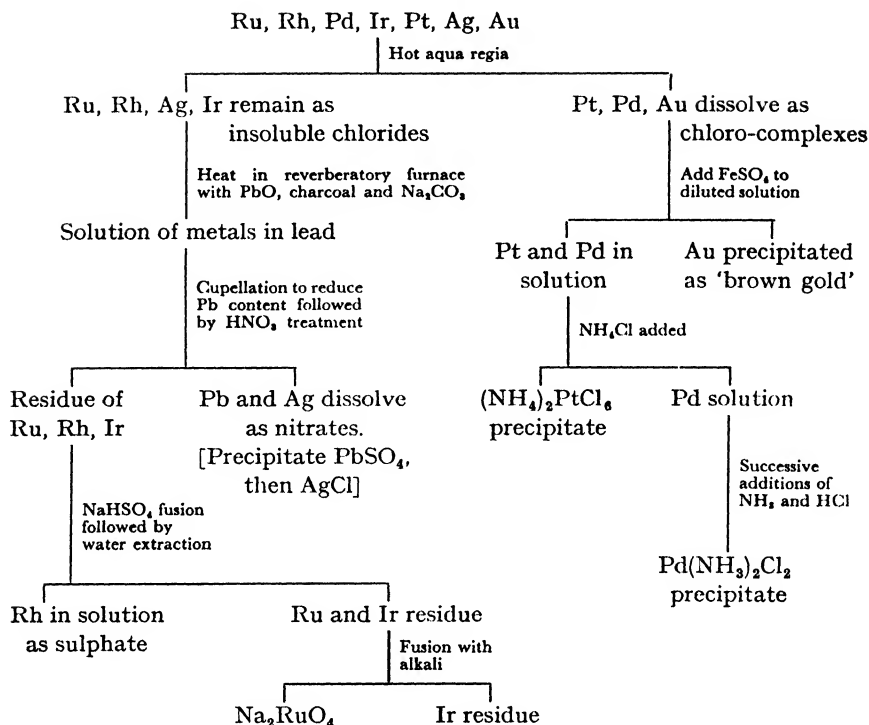 Ru, Rh, Pd, Ir, Pt, Ag, Au
Hot aqua regia
Ru, Rh, Ag, Ir remain as
insoluble chlorides
Pt, Pd, Au dissolve as
chloro-complexes
Heat in reverberatory furnace
with PbO, charcoal and Na₂CO₃
Add FeSO₄ to
diluted solution
Solution of metals in lead
Pt and Pd in
solution
Au precipitated
as ‘brown gold’
Cupellation to reduce
Pb content followed
by HNO₃ treatment
NH₄Cl added
Residue of
Ru, Rh, Ir
Pb and Ag dissolve
as nitrates.
[Precipitate PbSO₄,
then AgCl]
(NH₄)₂PtCl₆
precipitate
Pd solution
Successive
additions of
NH₃ and HCl
NaHSO₄ fusion
followed by
water extraction
Pd(NH₃)₂Cl₂
precipitate
Rh in solution
as sulphate
Ru and Ir residue
Fusion with
alkali
Na₂RuO₄
Ir residue